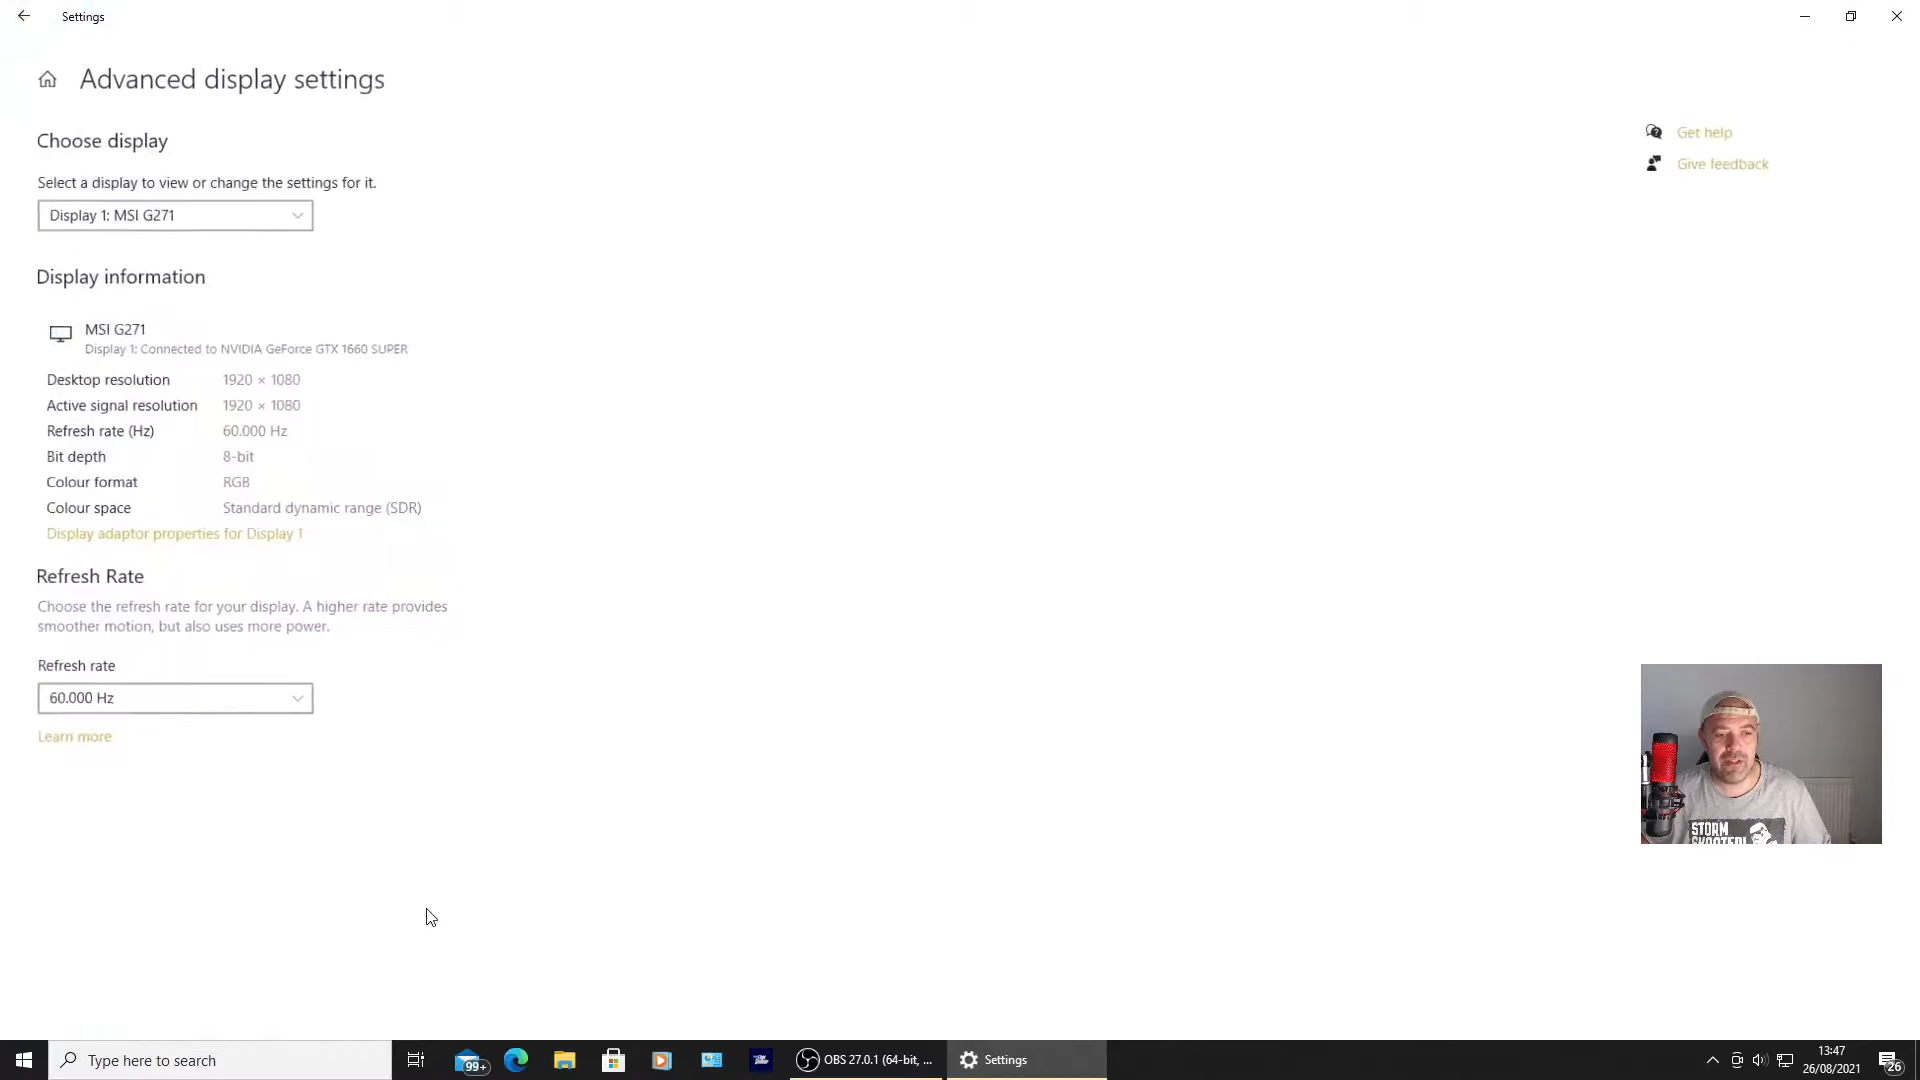 Settings
Advanced display settings
Choose display
Select a display to view or change the settings for it.
Display 1: MSI G271
Get help
Give feedback
Display information
MSI G271
Display 1: Connected to NVIDIA GeForce GTX 1660 SUPER
Desktop resolution 1920 × 1080
Active signal resolution 1920 × 1080
Refresh rate (Hz) 60.000 Hz
Bit depth 8-bit
Colour format RGB
Colour space Standard dynamic range (SDR)
Display adaptor properties for Display 1
Refresh Rate
Choose the refresh rate for your display. A higher rate provides
smoother motion, but also uses more power.
Refresh rate
60.000 Hz
Learn more
STORM
Type here to search
99+
OBS 27.0.1 (64-bit, ...
Settings
13:47
26/08/2021
26